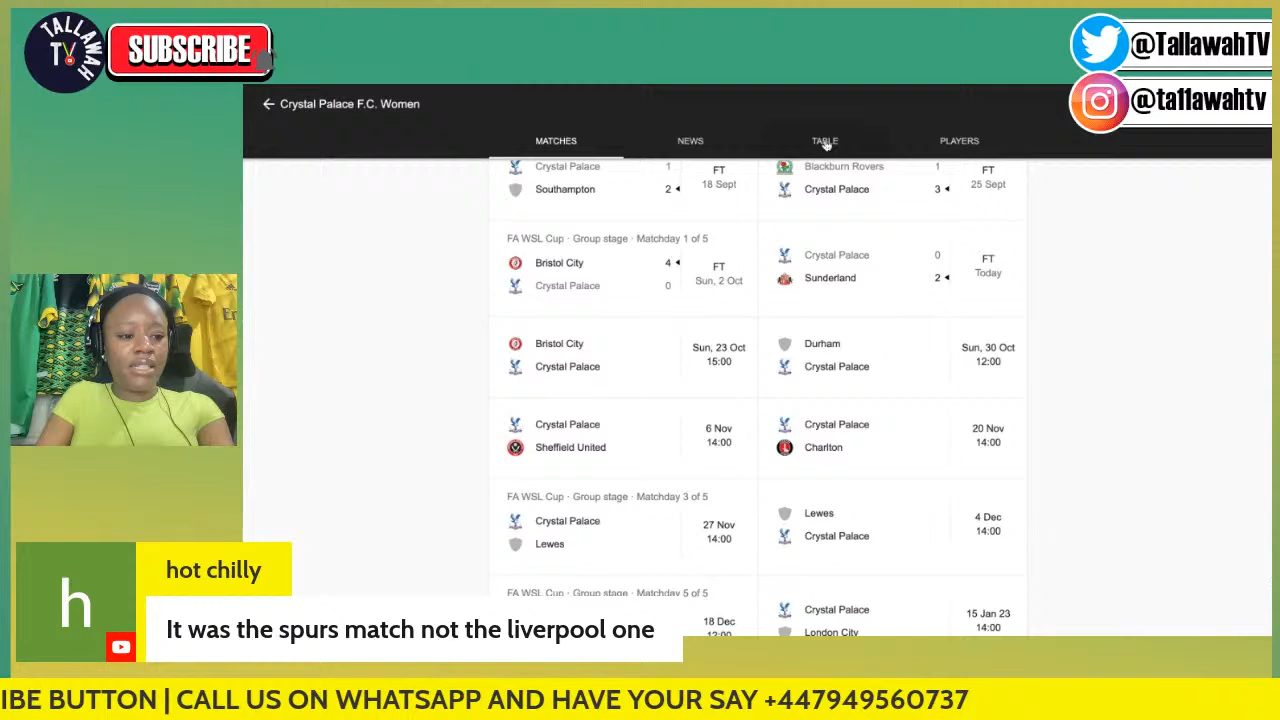 TALLAWAH
TV
SUBSCRIBE
@TallawahTV
@ta11awahtv
Crystal Palace F.C. Women
MATCHES
NEWS
TABLE
PLAYERS
Crystal Palace 1
Southampton 2
FT
18 Sept
Blackburn Rovers 1
Crystal Palace 3
FT
25 Sept
FA WSL Cup · Group stage · Matchday 1 of 5
Bristol City 4
Crystal Palace 0
FT
Sun, 2 Oct
Crystal Palace 0
Sunderland 2
FT
Today
Bristol City
Crystal Palace
Sun, 23 Oct
15:00
Durham
Crystal Palace
Sun, 30 Oct
12:00
Crystal Palace
Sheffield United
6 Nov
14:00
Crystal Palace
Charlton
20 Nov
14:00
FA WSL Cup · Group stage · Matchday 3 of 5
Crystal Palace
Lewes
27 Nov
14:00
Lewes
Crystal Palace
4 Dec
14:00
FA WSL Cup · Group stage · Matchday 5 of 5
18 Dec
12:00
Crystal Palace
London City
15 Jan 23
14:00
h
hot chilly
It was the spurs match not the liverpool one
IBE BUTTON | CALL US ON WHATSAPP AND HAVE YOUR SAY +447949560737